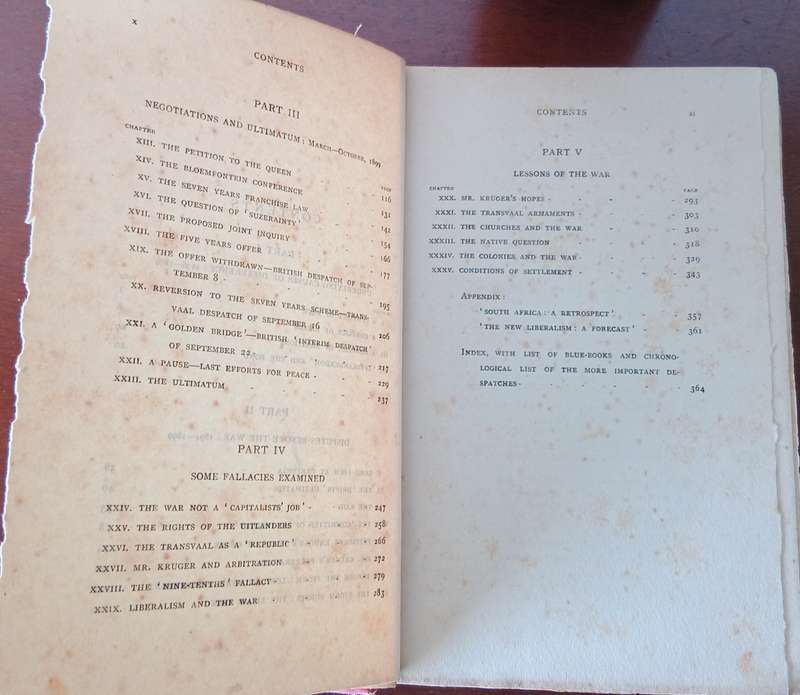 x
CONTENTS
PART III
NEGOTIATIONS AND ULTIMATUM: MARCH—OCTOBER, 1899
CHAPTER PAGE
XIII. THE PETITION TO THE QUEEN - - - 116
XIV. THE BLOEMFONTEIN CONFERENCE - - - 131
XV. THE SEVEN YEARS FRANCHISE LAW - - - 142
XVI. THE QUESTION OF 'SUZERAINTY' - - - 154
XVII. THE PROPOSED JOINT INQUIRY - - - 166
XVIII. THE FIVE YEARS OFFER - - - 177
XIX. THE OFFER WITHDRAWN—BRITISH DESPATCH OF SEP-
TEMBER 8 - - - - 195
XX. REVERSION TO THE SEVEN YEARS SCHEME—TRANS-
VAAL DESPATCH OF SEPTEMBER 16 - - 206
XXI. A 'GOLDEN BRIDGE'—BRITISH 'INTERIM DESPATCH'
OF SEPTEMBER 22 - - - - 217
XXII. A PAUSE—LAST EFFORTS FOR PEACE - - - 229
XXIII. THE ULTIMATUM - - - - 237
PART IV
SOME FALLACIES EXAMINED
XXIV. THE WAR NOT A 'CAPITALISTS' JOB' - - - 247
XXV. THE RIGHTS OF THE UITLANDERS - - - 258
XXVI. THE TRANSVAAL AS A 'REPUBLIC' - - - 266
XXVII. MR. KRUGER AND ARBITRATION - - - 272
XXVIII. THE 'NINE-TENTHS' FALLACY - - - 279
XXIX. LIBERALISM AND THE WAR - - - 283
CONTENTS xi
PART V
LESSONS OF THE WAR
CHAPTER PAGE
XXX. MR. KRUGER'S HOPES - - - - 293
XXXI. THE TRANSVAAL ARMAMENTS - - - 303
XXXII. THE CHURCHES AND THE WAR - - - 310
XXXIII. THE NATIVE QUESTION - - - 318
XXXIV. THE COLONIES AND THE WAR - - - 329
XXXV. CONDITIONS OF SETTLEMENT - - - 343
APPENDIX:
'SOUTH AFRICA: A RETROSPECT' - - - 357
'THE NEW LIBERALISM: A FORECAST' - - 361
INDEX, WITH LIST OF BLUE-BOOKS AND CHRONO-
LOGICAL LIST OF THE MORE IMPORTANT DE-
SPATCHES - - - - - 364